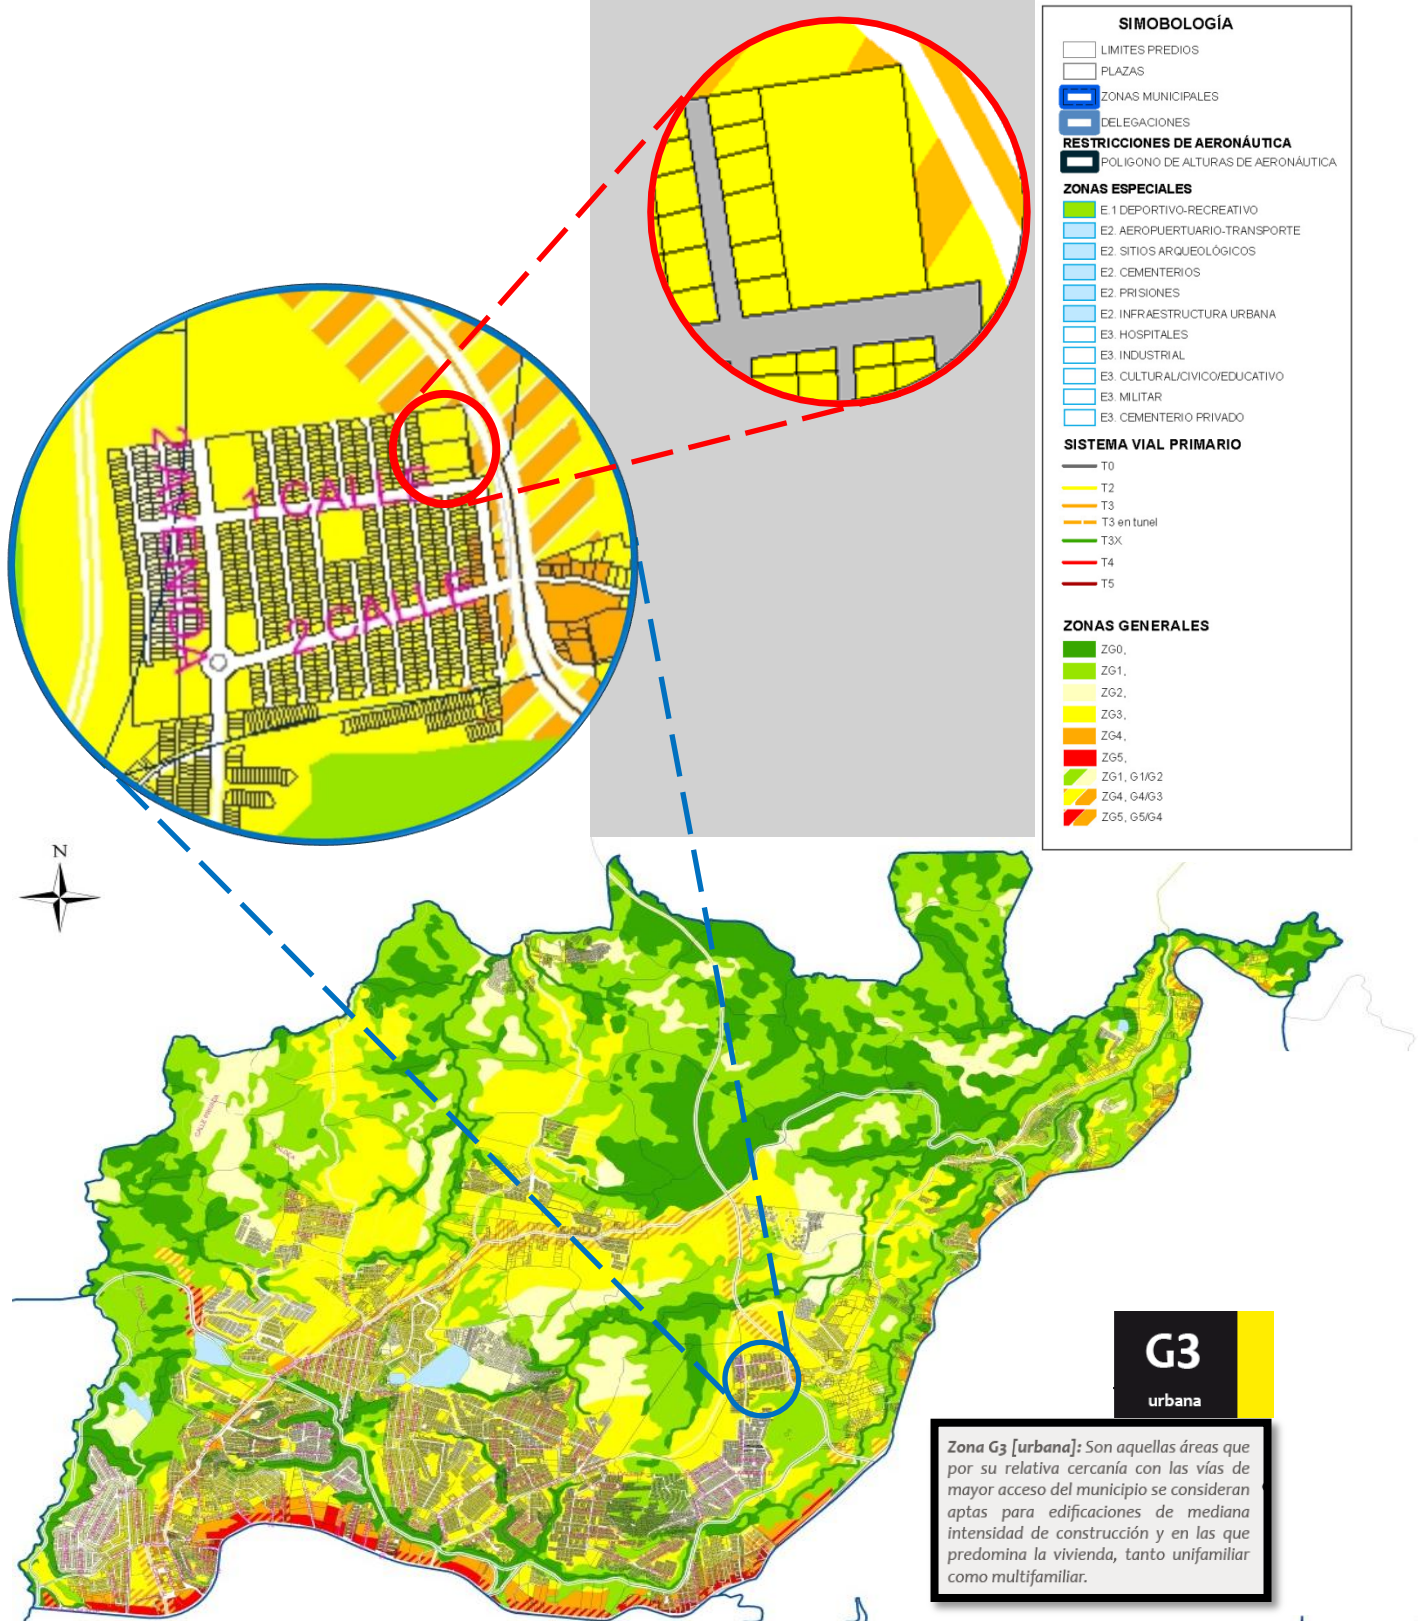 SIMOBOLOGÍA
LIMITES PREDIOS
PLAZAS
ZONAS MUNICIPALES
DELEGACIONES
RESTRICCIONES DE AERONÁUTICA
POLIGONO DE ALTURAS DE AERONÁUTICA
ZONAS ESPECIALES
E.1 DEPORTIVO-RECREATIVO
E2. AEROPUERTUARIO-TRANSPORTE
E2. SITIOS ARQUEOLÓGICOS
E2. CEMENTERIOS
E2. PRISIONES
E2. INFRAESTRUCTURA URBANA
E3. HOSPITALES
E3. INDUSTRIAL
E3. CULTURAL/CIVICO/EDUCATIVO
E3. MILITAR
E3. CEMENTERIO PRIVADO
SISTEMA VIAL PRIMARIO
T0
T2
T3
T3 en tunel
T3X
T4
T5
ZONAS GENERALES
ZG0,
ZG1,
ZG2,
ZG3,
ZG4,
ZG5,
ZG1, G1/G2
ZG4, G4/G3
ZG5, G5/G4
2 AVENIDA
1 CALLE
2 CALLE
N
G3
urbana
Zona G3 [urbana]: Son aquellas áreas que
por su relativa cercanía con las vías de
mayor acceso del municipio se consideran
aptas para edificaciones de mediana
intensidad de construcción y en las que
predomina la vivienda, tanto unifamiliar
como multifamiliar.